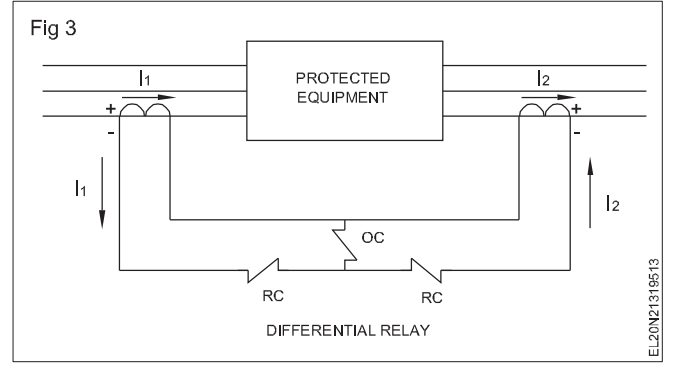 Fig 3
I1
PROTECTED
EQUIPMENT
I2
+
-
+
-
I1
I2
OC
RC
RC
DIFFERENTIAL RELAY
EL20N21319513